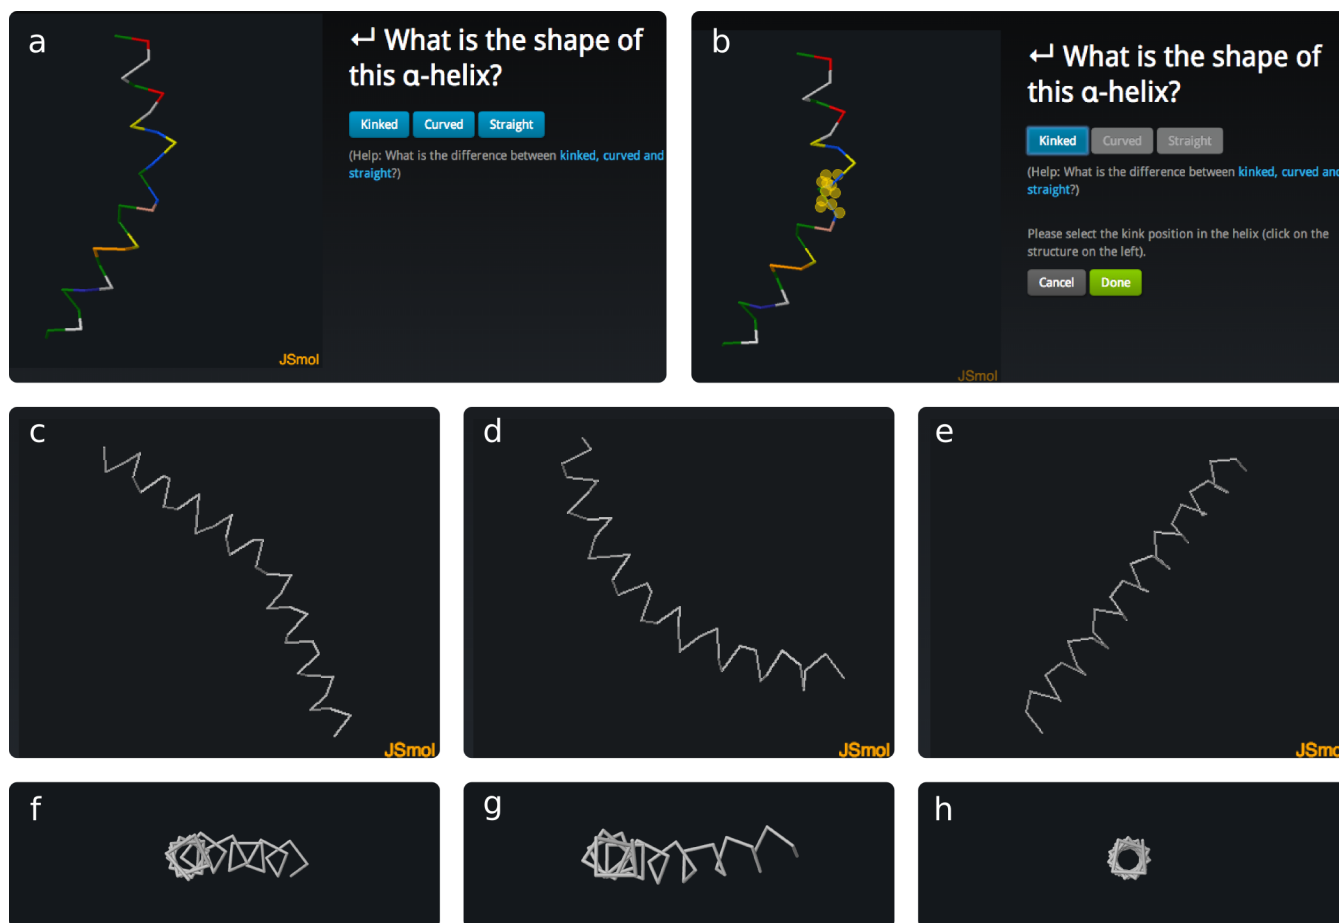 a
↵ What is the shape of
this α-helix?
Kinked Curved Straight
(Help: What is the difference between kinked, curved and
straight?)
JSmol
b
↵ What is the shape of
this α-helix?
Kinked Curved Straight
(Help: What is the difference between kinked, curved and
straight?)
Please select the kink position in the helix (click on the
structure on the left).
Cancel Done
JSmol
c
JSmol
d
JSmol
e
JSmo
f
g
h